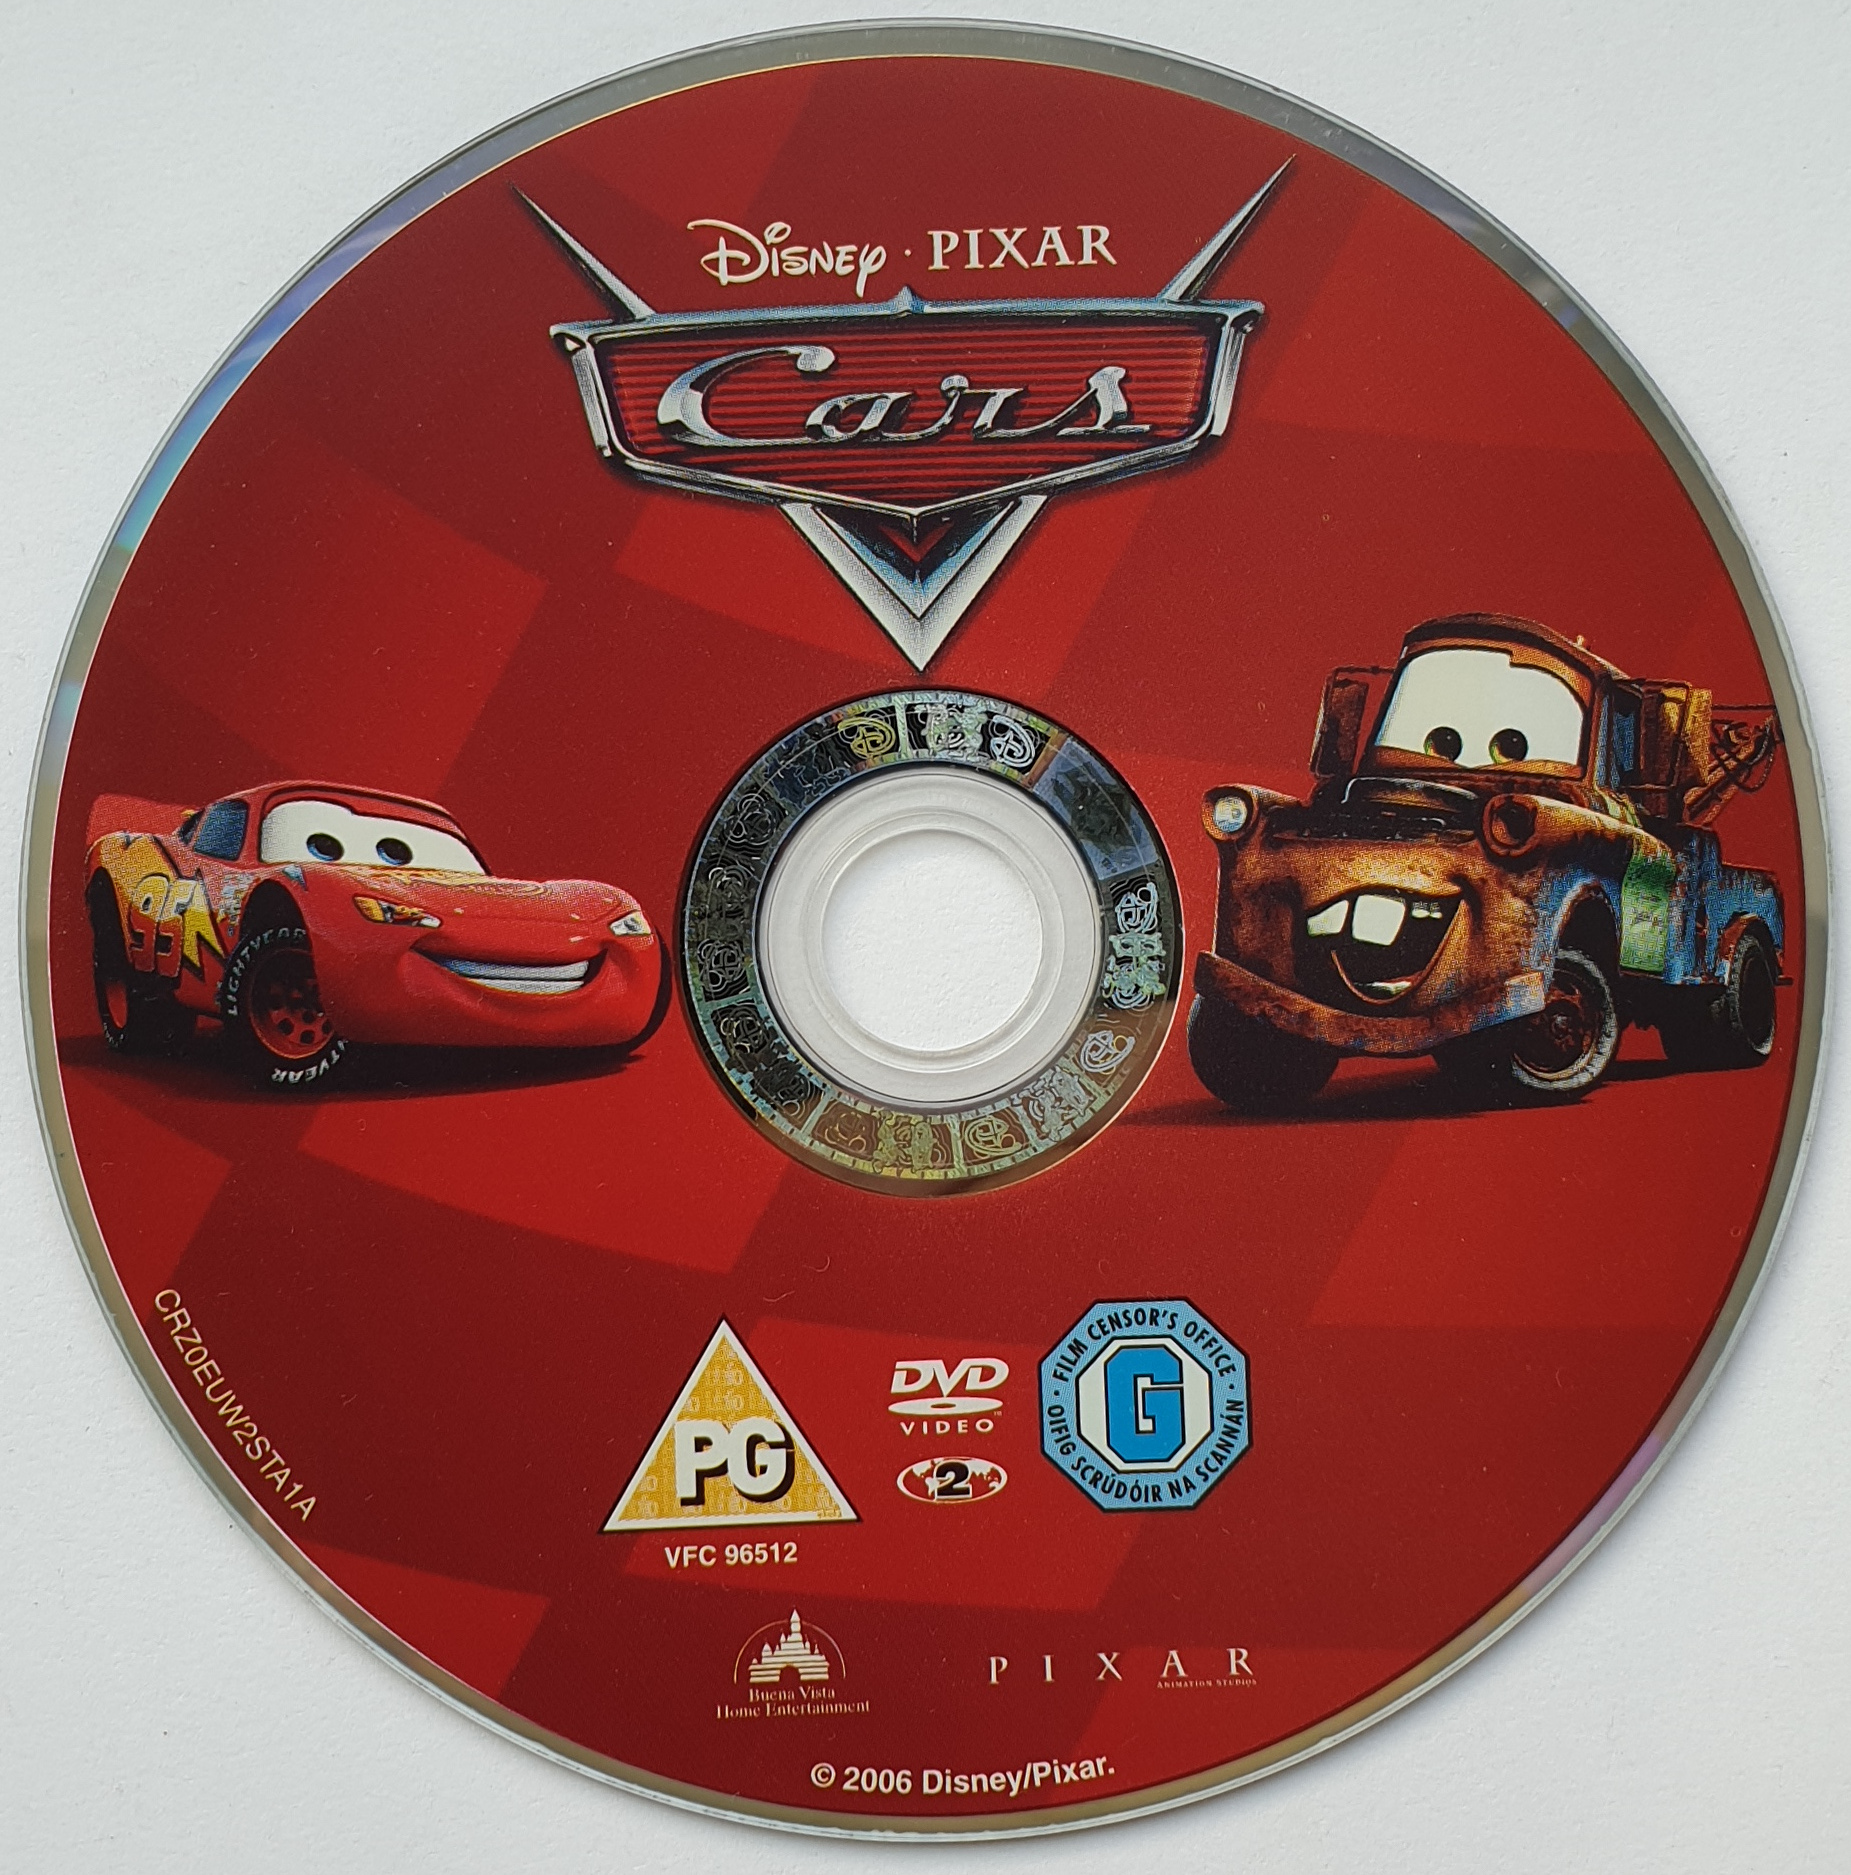 Disney · PIXAR
Cars
95
LIGHTYEAR
HTYEAR
CRZ0EUW2STA1A
PG
VFC 96512
DVD
VIDEO
2
FILM CENSOR'S OFFICE
G
OIFIG SCRÚDÓIR NA SCANNÁN
Buena Vista
Home Entertainment
PIXAR
ANIMATION STUDIOS
© 2006 Disney/Pixar.